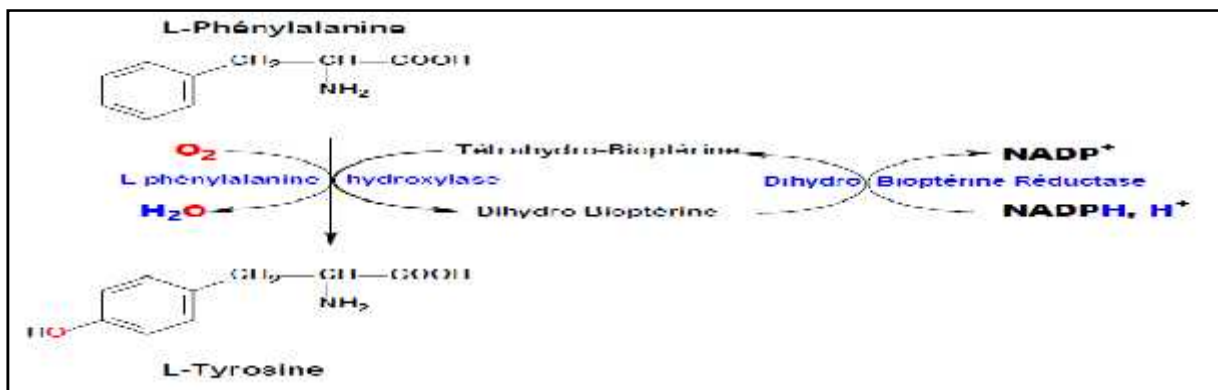 L-Phénylalanine
CH₂—CH—COOH
NH₂
O₂ Tétrahydro-Bioptérine NADP⁺
L phénylalanine hydroxylase Dihydro Bioptérine Réductase
H₂O Dihydro Bioptérine NADPH, H⁺
CH₂—CH—COOH
NH₂
HO
L-Tyrosine